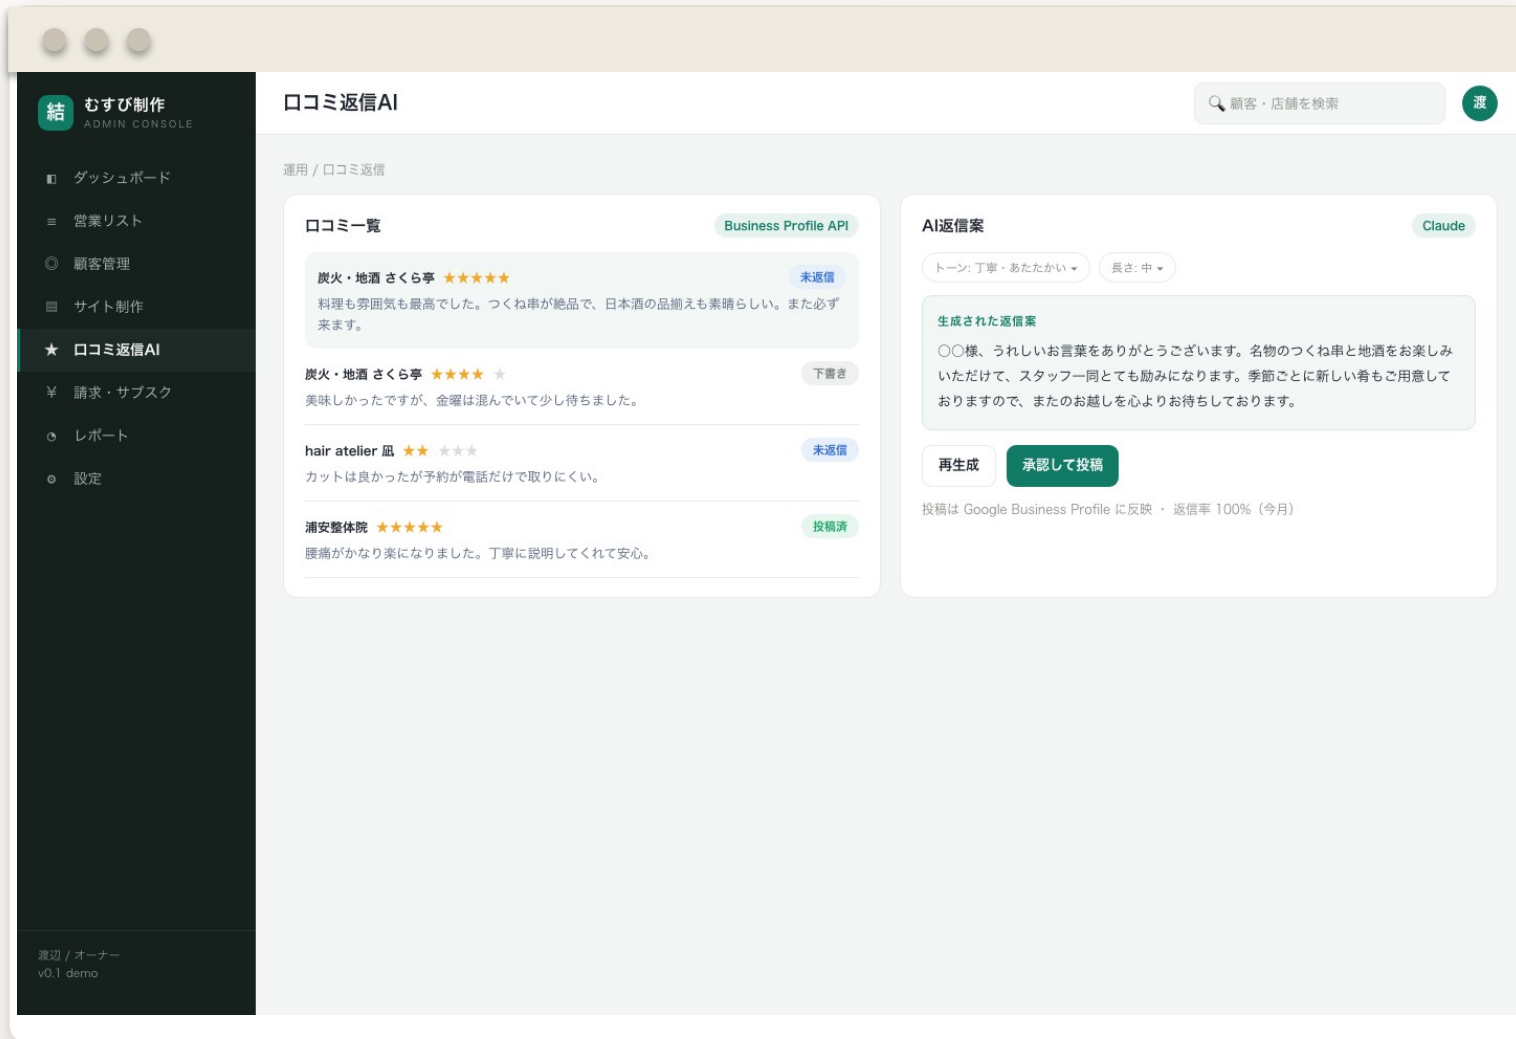 結
むすび制作
ADMIN CONSOLE
ダッシュボード
営業リスト
顧客管理
サイト制作
★ 口コミ返信AI
¥ 請求・サブスク
レポート
設定
渡辺 / オーナー
v0.1 demo
口コミ返信AI
顧客・店舗を検索
渡
運用 / 口コミ返信
口コミ一覧
Business Profile API
炭火・地酒 さくら亭 ★★★★★
未返信
料理も雰囲気も最高でした。つくね串が絶品で、日本酒の品揃えも素晴らしい。また必ず
来ます。
炭火・地酒 さくら亭 ★★★★ ★
下書き
美味しかったですが、金曜は混んでいて少し待ちました。
hair atelier 凪 ★★ ★★★
未返信
カットは良かったが予約が電話だけで取りにくい。
浦安整体院 ★★★★★
投稿済
腰痛がかなり楽になりました。丁寧に説明してくれて安心。
AI返信案
Claude
トーン: 丁寧・あたたかい
長さ: 中
生成された返信案
〇〇様、うれしいお言葉をありがとうございます。名物のつくね串と地酒をお楽しみ
いただけて、スタッフ一同とても励みになります。季節ごとに新しい肴もご用意して
おりますので、またのお越しを心よりお待ちしております。
再生成
承認して投稿
投稿は Google Business Profile に反映 ・ 返信率 100%（今月）